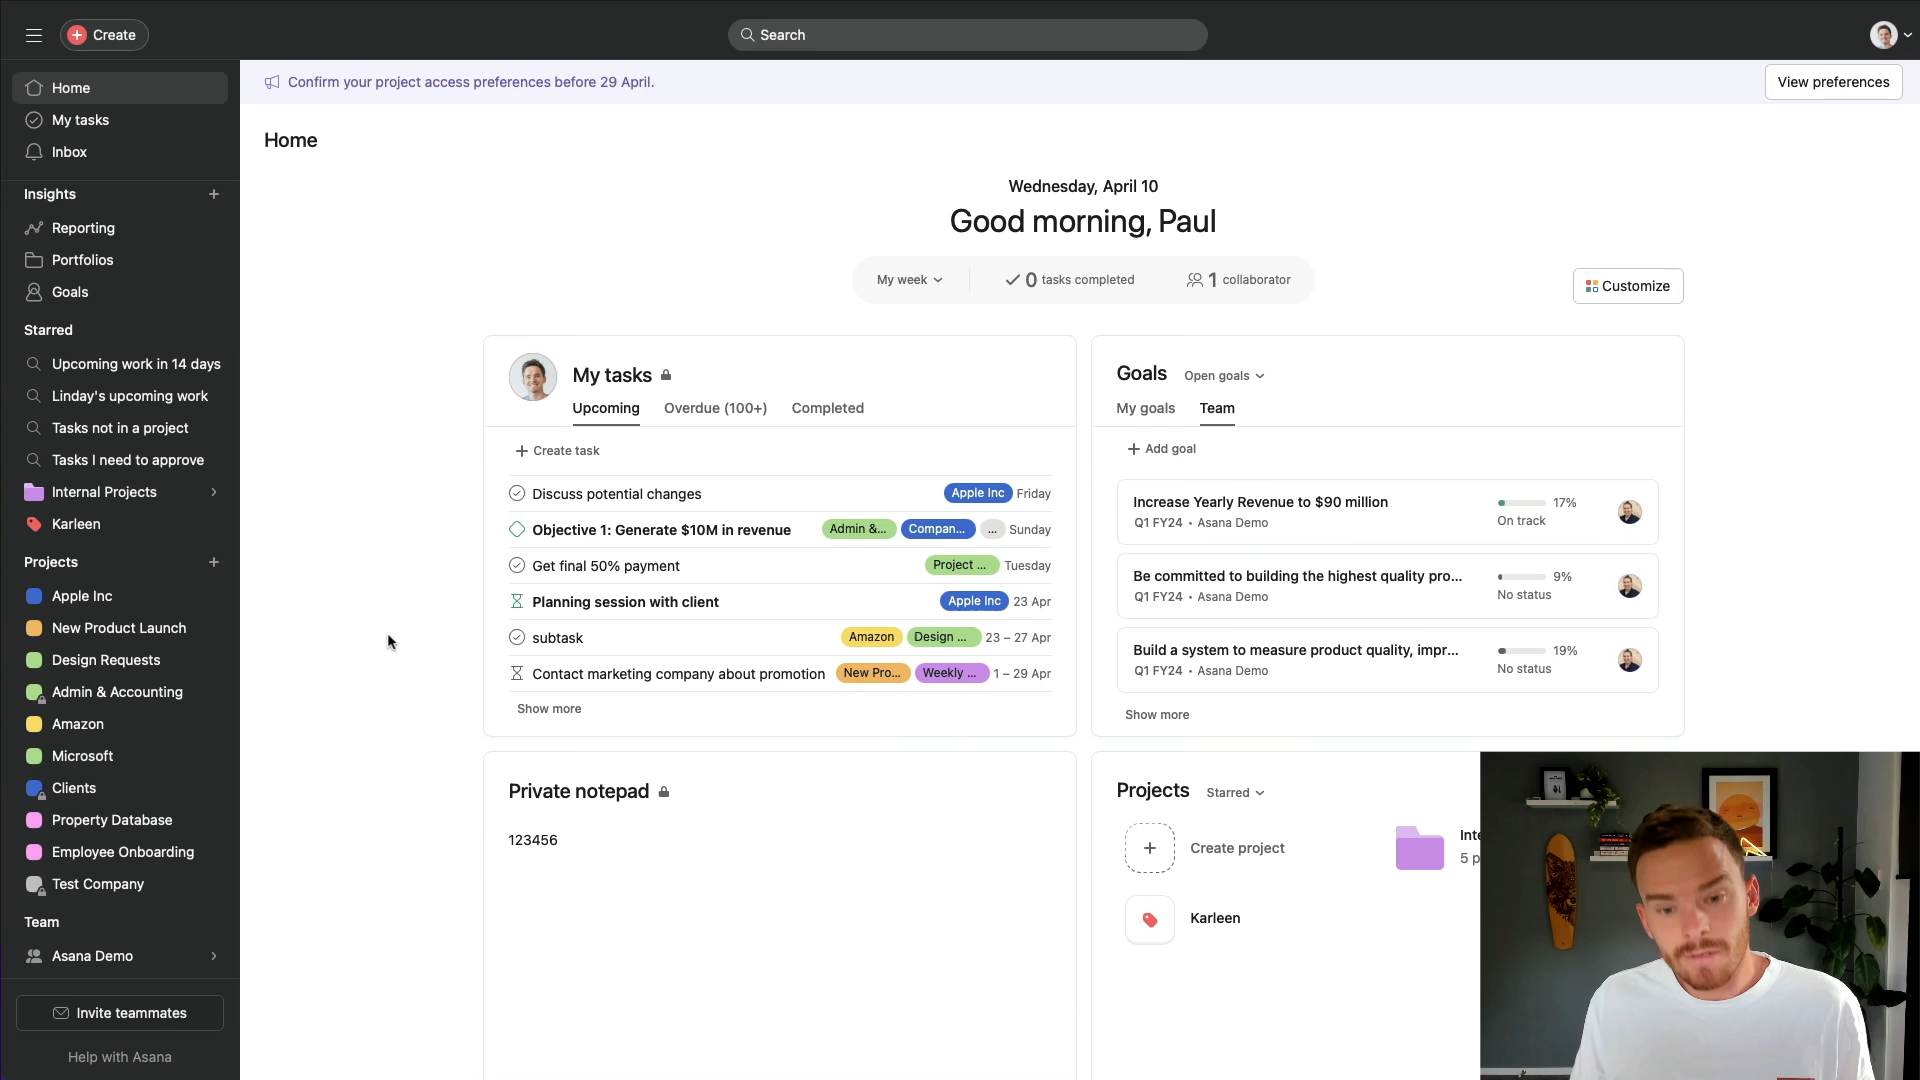 Create
Search
Home
My tasks
Inbox
Insights
Reporting
Portfolios
Goals
Starred
Upcoming work in 14 days
Linday's upcoming work
Tasks not in a project
Tasks I need to approve
Internal Projects
Karleen
Projects
Apple Inc
New Product Launch
Design Requests
Admin & Accounting
Amazon
Microsoft
Clients
Property Database
Employee Onboarding
Test Company
Team
Asana Demo
Invite teammates
Help with Asana
Confirm your project access preferences before 29 April.
View preferences
Home
Wednesday, April 10
Good morning, Paul
My week 0 tasks completed 1 collaborator
Customize
My tasks
Upcoming Overdue (100+) Completed
Create task
Discuss potential changes Apple Inc Friday
Objective 1: Generate $10M in revenue Admin &... Compan... ... Sunday
Get final 50% payment Project ... Tuesday
Planning session with client Apple Inc 23 Apr
subtask Amazon Design ... 23 – 27 Apr
Contact marketing company about promotion New Pro... Weekly ... 1 – 29 Apr
Show more
Goals Open goals
My goals Team
Add goal
Increase Yearly Revenue to $90 million 17%
Q1 FY24 • Asana Demo On track
Be committed to building the highest quality pro... 9%
Q1 FY24 • Asana Demo No status
Build a system to measure product quality, impr... 19%
Q1 FY24 • Asana Demo No status
Show more
Private notepad
123456
Projects Starred
Create project
Inte
5 p
Karleen